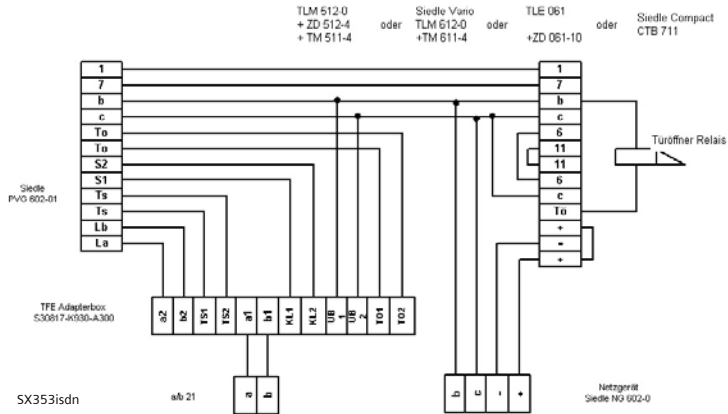 TLM 512-0 Siedle Vario TLE 061 Siedle Compact
+ ZD 512-4 oder TLM 612-0 oder oder CTB 711
+ TM 511-4 +TM 611-4 +ZD 061-10
1 1
7 7
b b
c c
To 6
To 11
S2 11
S1 6
Ts c
Ts To
Lb +
La -
+
Türöffner Relais
Siedle
PVG 602-01
TFE Adapterbox
S30817-K930-A300
a2 b2 TS1 TS2 a1 b1 KL1 KL2 UB 1 UB 2 TO1 TO2
SX353isdn
a/b 21
a b
b c - +
Netzgerät
Siedle NG 602-0